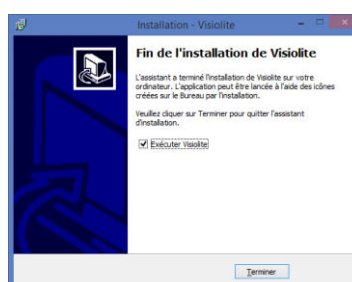 Installation - Visiolite
Fin de l'installation de Visiolite
L'assistant a terminé l'installation de Visiolite sur votre
ordinateur. L'application peut être lancée à l'aide des icônes
créées sur le Bureau par l'installation.
Veuillez cliquer sur Terminer pour quitter l'assistant
d'installation.
Exécuter Visiolite
Terminer